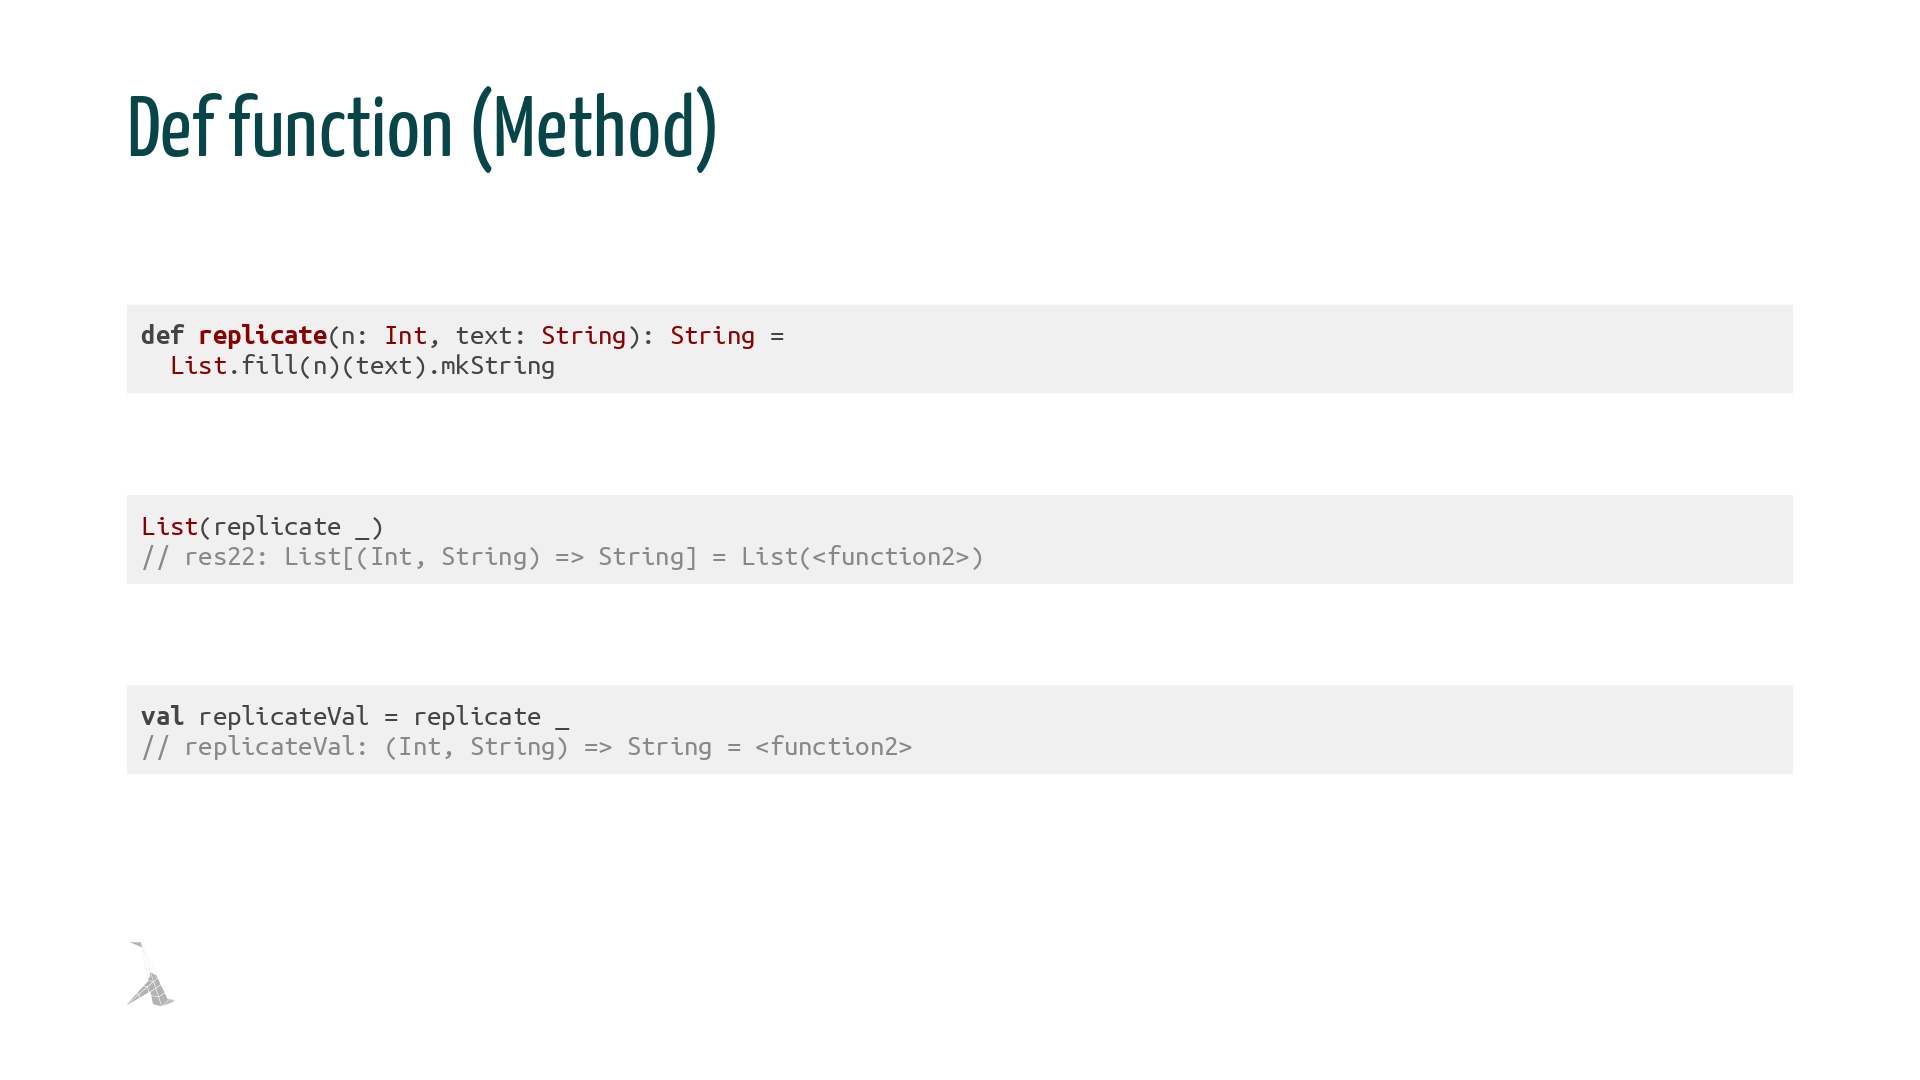 Def function (Method)
def replicate(n: Int, text: String): String =
  List.fill(n)(text).mkString
List(replicate _)
// res22: List[(Int, String) => String] = List(<function2>)
val replicateVal = replicate _
// replicateVal: (Int, String) => String = <function2>